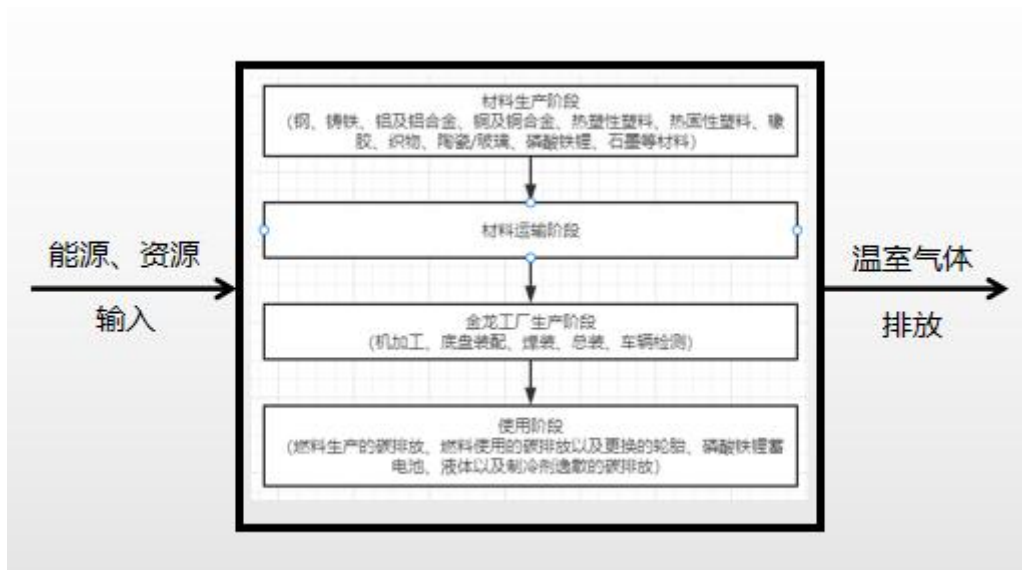 材料生产阶段
(钢、铸铁、铝及铝合金、铜及铜合金、热塑性塑料、热固性塑料、橡
胶、织物、陶瓷/玻璃、磷酸铁锂、石墨等材料)
材料运输阶段
能源、资源
输入
温室气体
排放
金龙工厂生产阶段
(机加工、底盘装配、焊装、总装、车辆检测)
使用阶段
(燃料生产的碳排放、燃料使用的碳排放以及更换的轮胎、磷酸铁锂蓄
电池、液体以及制冷剂逸散的碳排放)